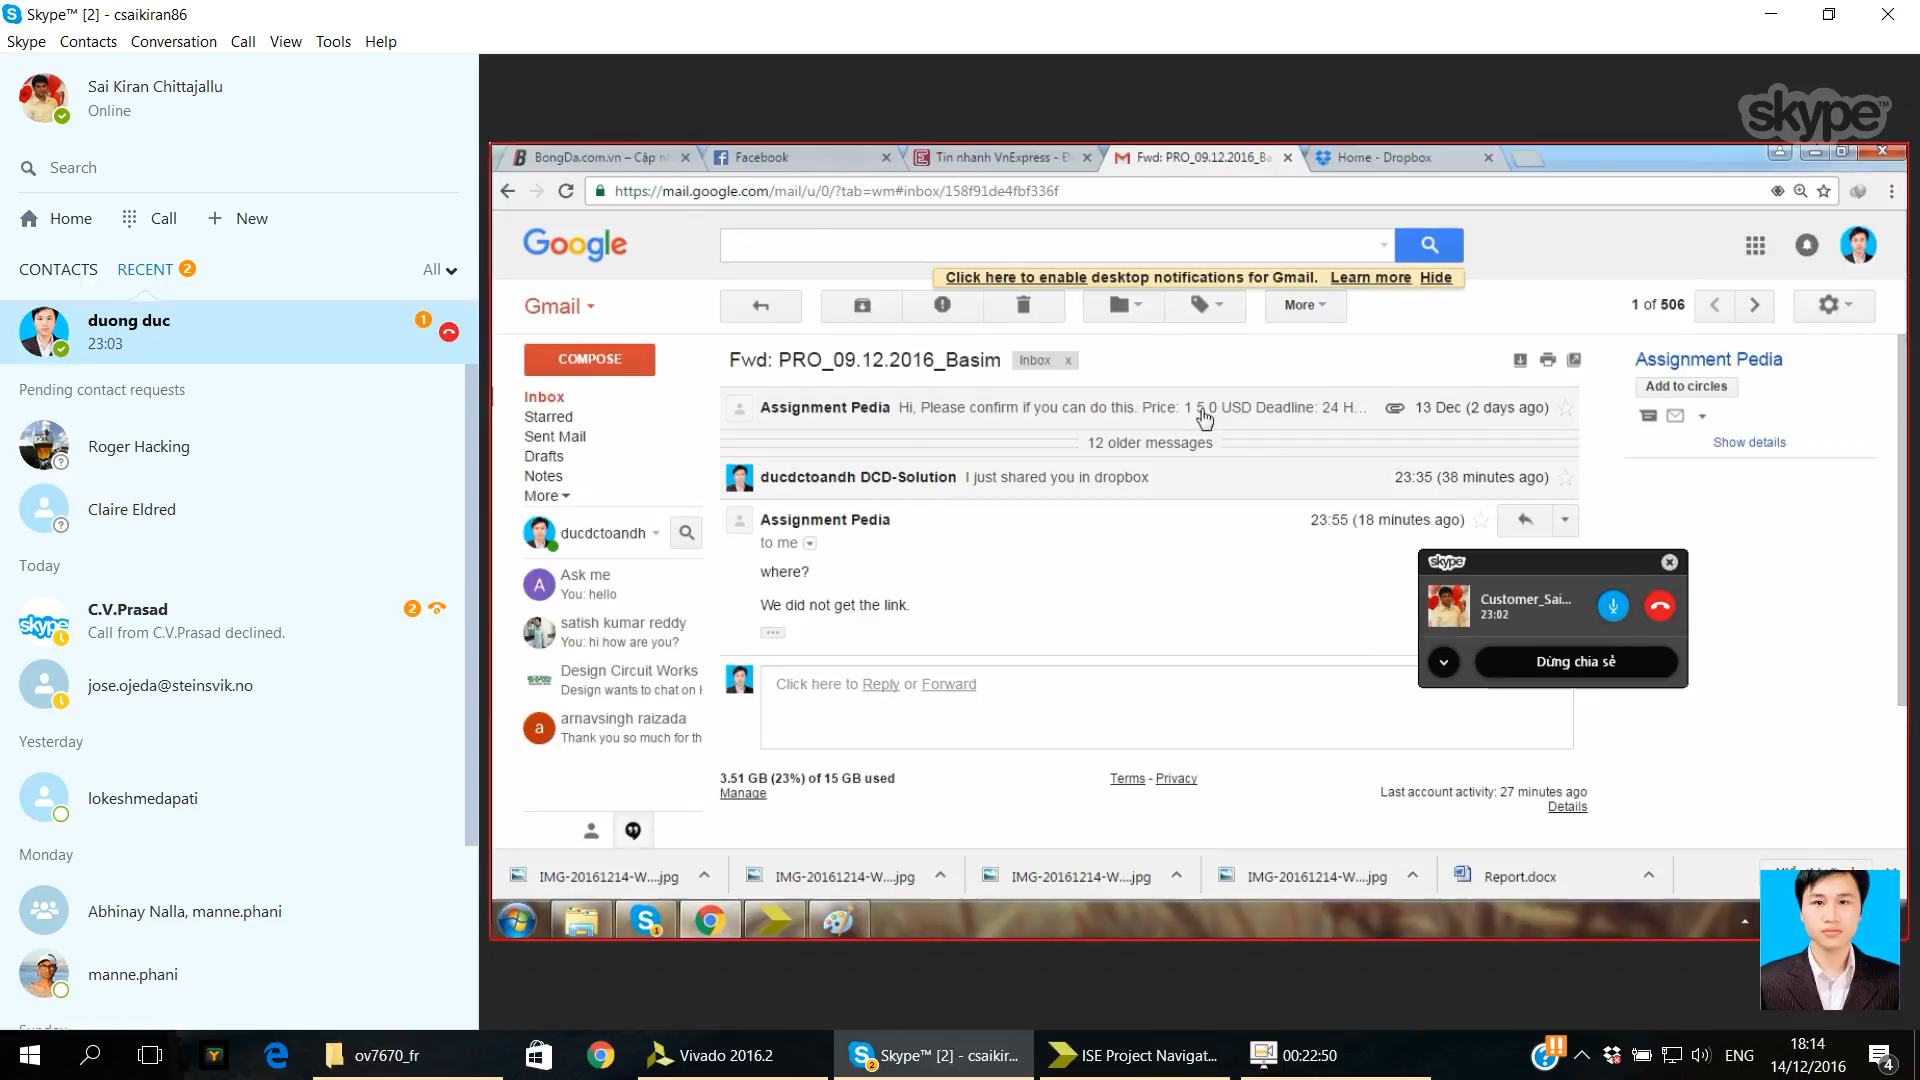 Skype™ [2] - csaikiran86
Skype Contacts Conversation Call View Tools Help
Sai Kiran Chittajallu
Online
Search
Home Call New
CONTACTS RECENT 2 All
duong duc 1
23:03
Pending contact requests
Roger Hacking
Claire Eldred
Today
C.V.Prasad 2
Call from C.V.Prasad declined.
jose.ojeda@steinsvik.no
Yesterday
lokeshmedapati
Monday
Abhinay Nalla, manne.phani
manne.phani
skype™
BongDa.com.vn – Cập Facebook Tin nhanh VnExpress - Fwd: PRO_09.12.2016_Ba Home - Dropbox
https://mail.google.com/mail/u/0/?tab=wm#inbox/158f91de4fbf336f
Google
Click here to enable desktop notifications for Gmail. Learn more Hide
Gmail More 1 of 506
COMPOSE
Inbox
Starred
Sent Mail
Drafts
Notes
More
ducdctoandh
Ask me
You: hello
satish kumar reddy
You: hi how are you?
Design Circuit Works
Design wants to chat on
arnavsingh raizada
Thank you so much for th
Fwd: PRO_09.12.2016_Basim Inbox x
Assignment Pedia Hi, Please confirm if you can do this. Price: 1 5 0 USD Deadline: 24 H... 13 Dec (2 days ago)
12 older messages
ducdctoandh DCD-Solution I just shared you in dropbox 23:35 (38 minutes ago)
Assignment Pedia 23:55 (18 minutes ago)
to me
where?
We did not get the link.
Click here to Reply or Forward
3.51 GB (23%) of 15 GB used
Manage
Terms - Privacy
Last account activity: 27 minutes ago
Details
Assignment Pedia
Add to circles
Show details
skype
Customer_Sai...
23:02
Dừng chia sẻ
IMG-20161214-W....jpg IMG-20161214-W....jpg IMG-20161214-W....jpg IMG-20161214-W....jpg Report.docx
ov7670_fr Vivado 2016.2 Skype™ [2] - csaikir... ISE Project Navigat... 00:22:50 ENG
18:14
14/12/2016
4